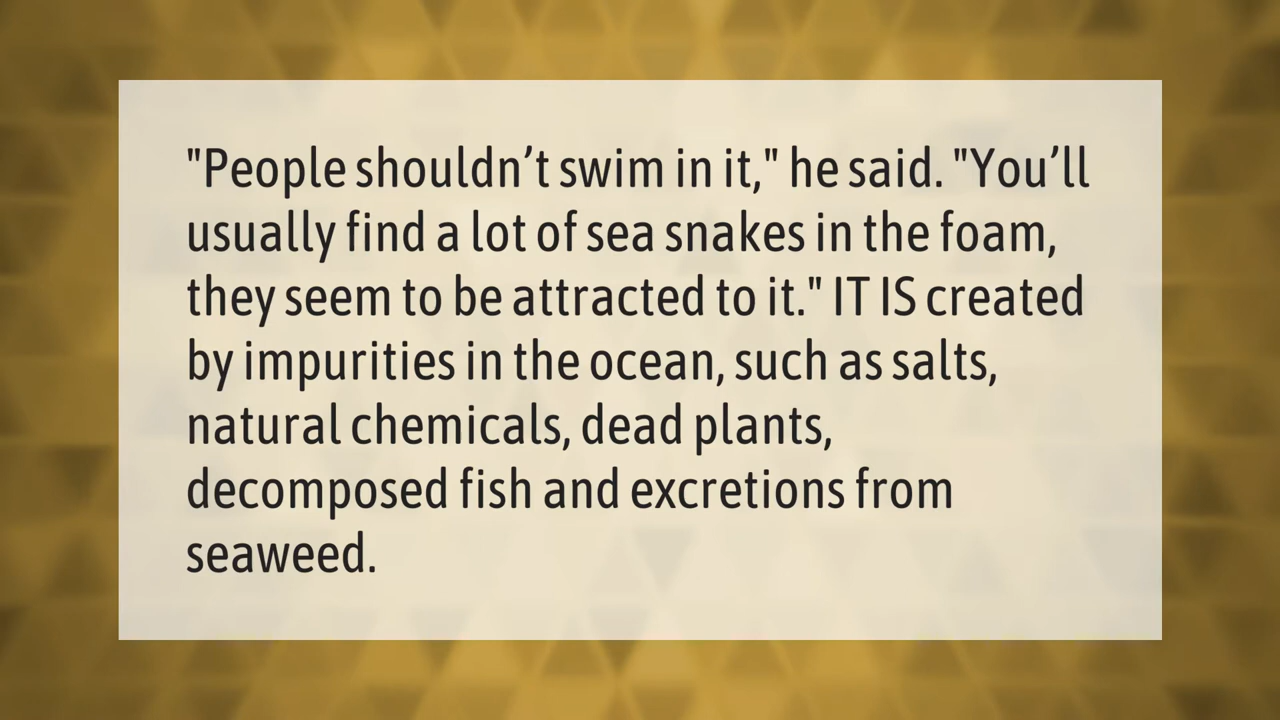 "People shouldn’t swim in it," he said. "You’ll
usually find a lot of sea snakes in the foam,
they seem to be attracted to it." IT IS created
by impurities in the ocean, such as salts,
natural chemicals, dead plants,
decomposed fish and excretions from
seaweed.